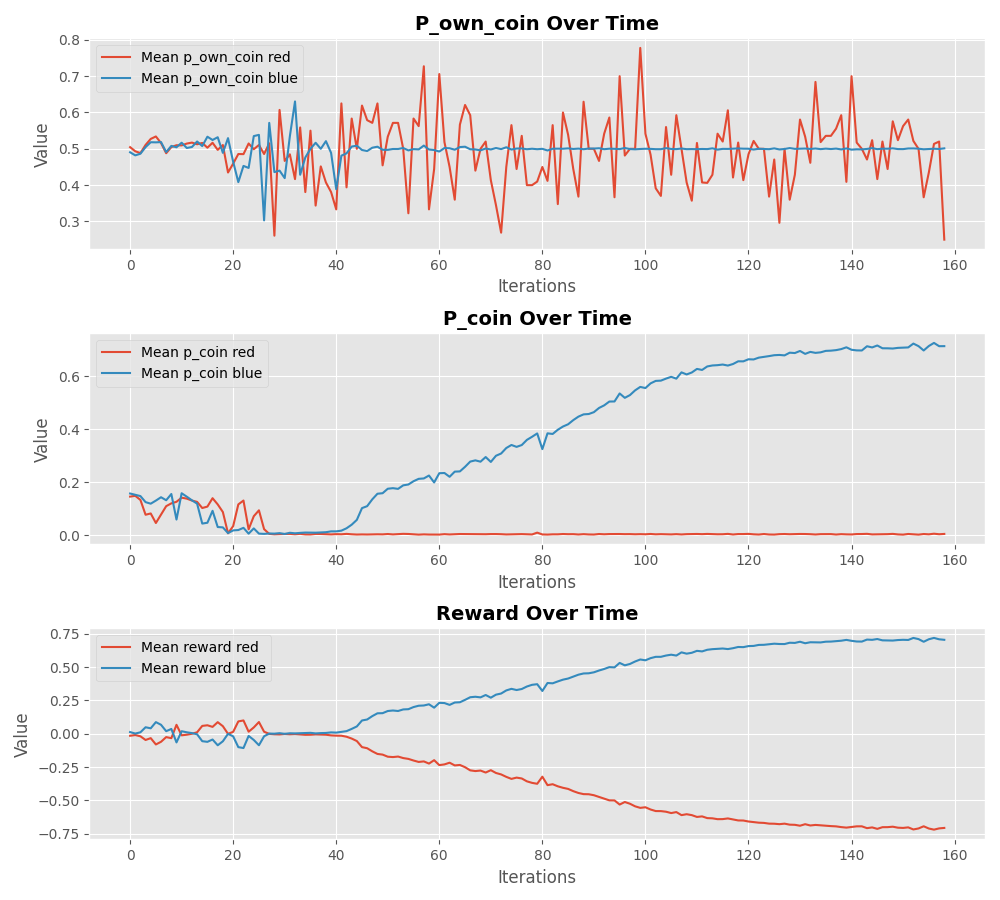 P_own_coin Over Time
Mean p_own_coin red
Mean p_own_coin blue
Value
0.8
0.7
0.6
0.5
0.4
0.3
0 20 40 60 80 100 120 140 160
Iterations
P_coin Over Time
Mean p_coin red
Mean p_coin blue
Value
0.6
0.4
0.2
0.0
0 20 40 60 80 100 120 140 160
Iterations
Reward Over Time
Mean reward red
Mean reward blue
Value
0.75
0.50
0.25
0.00
−0.25
−0.50
−0.75
0 20 40 60 80 100 120 140 160
Iterations